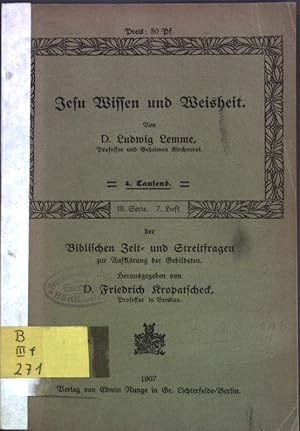 Preis: 50 Pf.
Jesu Wissen und Weisheit.
Von
D. Ludwig Lemme,
Professor und Geheimen Kirchenrat.
4. Tausend.
III. Serie. 7. Heft
der
Biblischen Zeit- und Streitfragen
zur Aufklärung der Gebildeten.
Herausgegeben von
D. Friedrich Kropatscheck,
Professor in Breslau.
B
III f
271
1907
Verlag von Edwin Runge in Gr. Lichterfelde-Berlin.